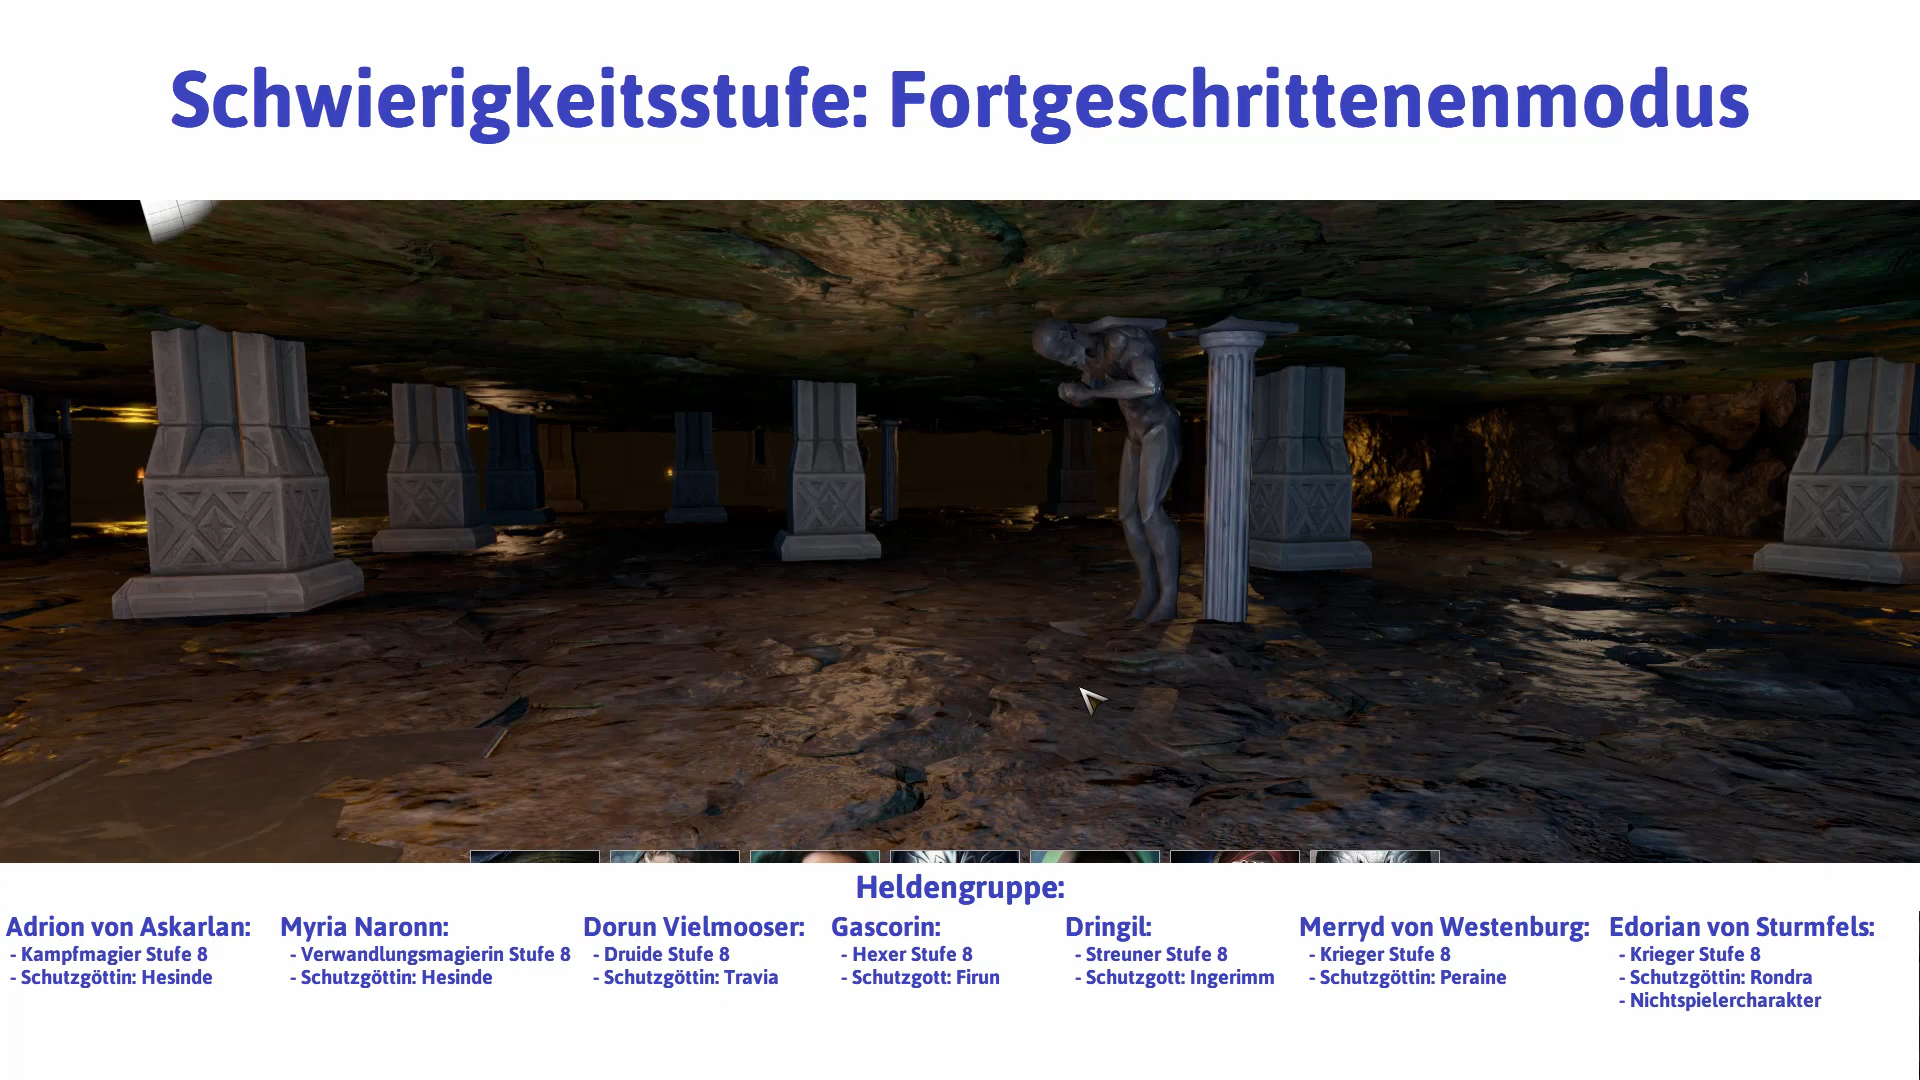 Schwierigkeitsstufe: Fortgeschrittenenmodus
Heldengruppe:
Adrion von Askarlan:
- Kampfmagier Stufe 8
- Schutzgöttin: Hesinde
Myria Naronn:
- Verwandlungsmagierin Stufe 8
- Schutzgöttin: Hesinde
Dorun Vielmooser:
- Druide Stufe 8
- Schutzgöttin: Travia
Gascorin:
- Hexer Stufe 8
- Schutzgott: Firun
Dringil:
- Streuner Stufe 8
- Schutzgott: Ingerimm
Merryd von Westenburg:
- Krieger Stufe 8
- Schutzgöttin: Peraine
Edorian von Sturmfels:
- Krieger Stufe 8
- Schutzgöttin: Rondra
- Nichtspielercharakter